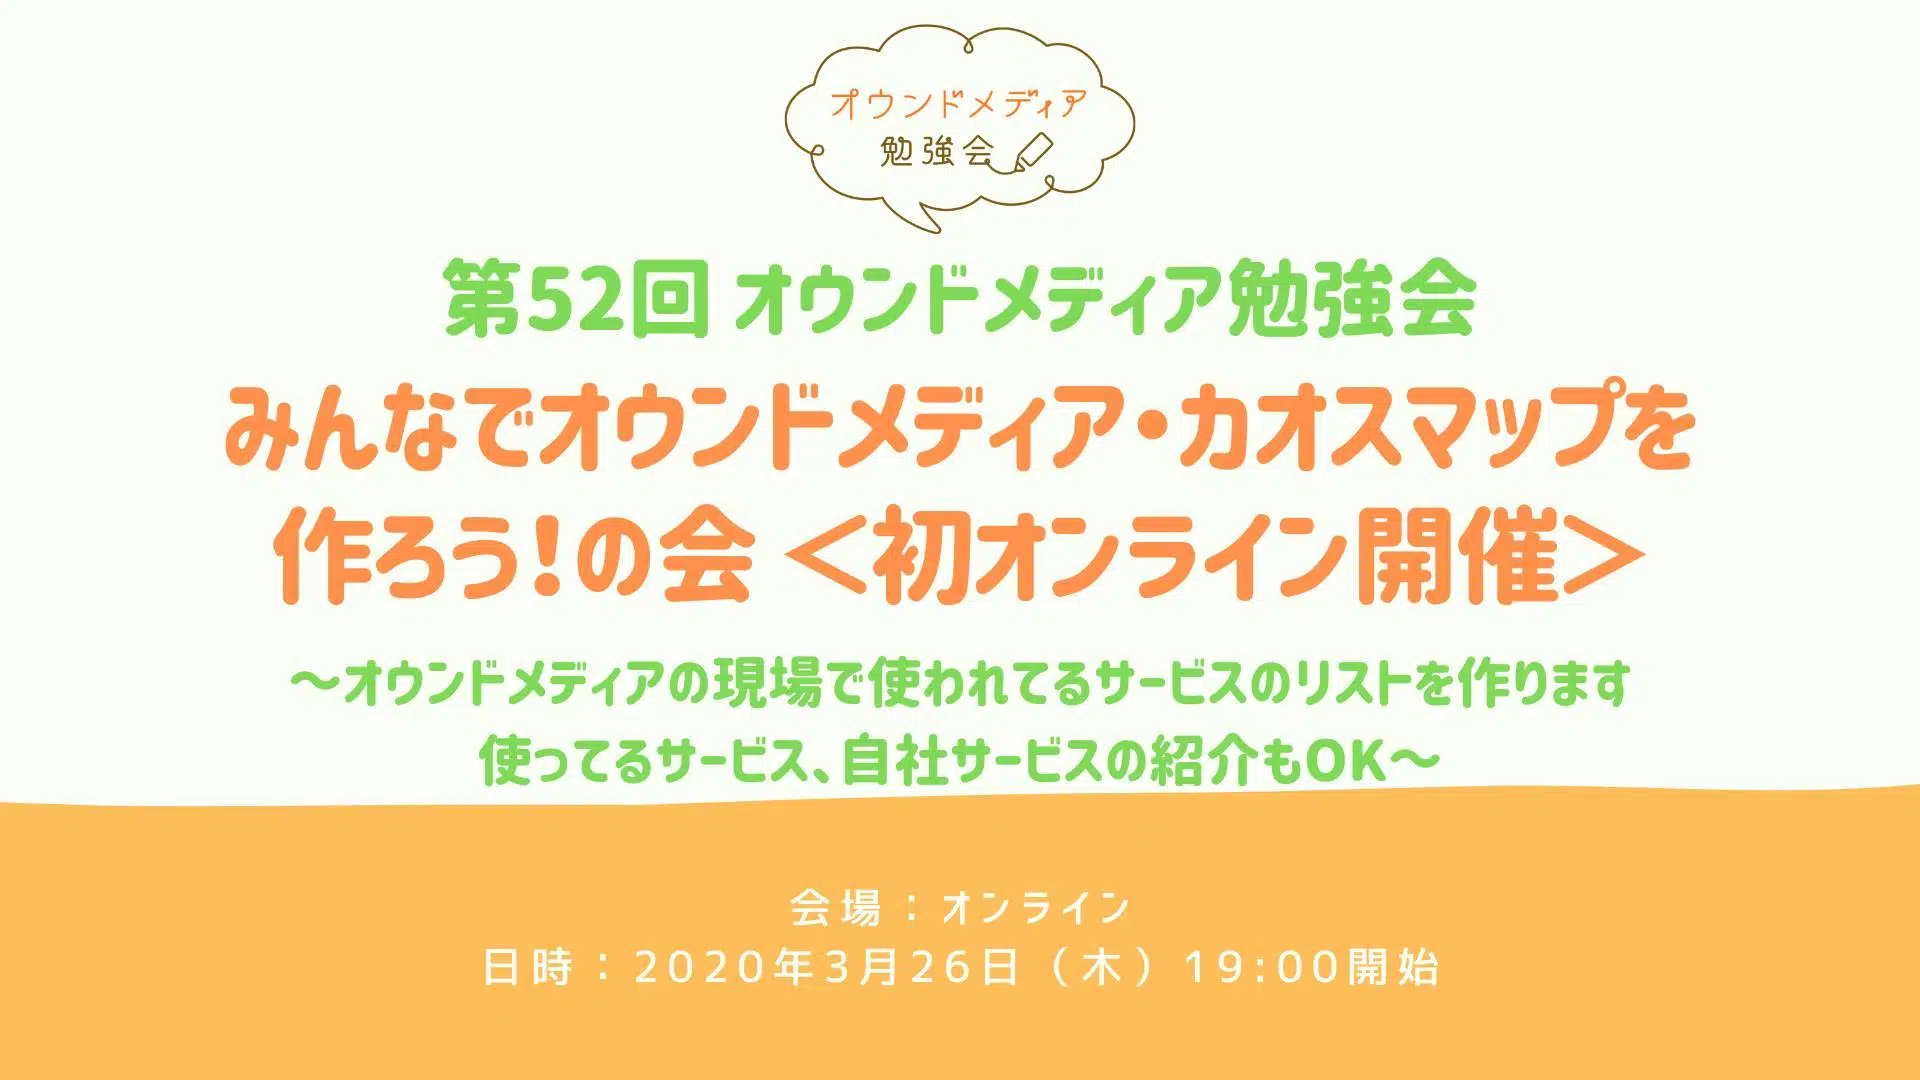 オウンドメディア
勉強会
第52回 オウンドメディア勉強会
みんなでオウンドメディア・カオスマップを
作ろう！の会 ＜初オンライン開催＞
〜オウンドメディアの現場で使われてるサービスのリストを作ります
使ってるサービス、自社サービスの紹介もOK〜
会場：オンライン
日時：2020年3月26日（木）19:00開始